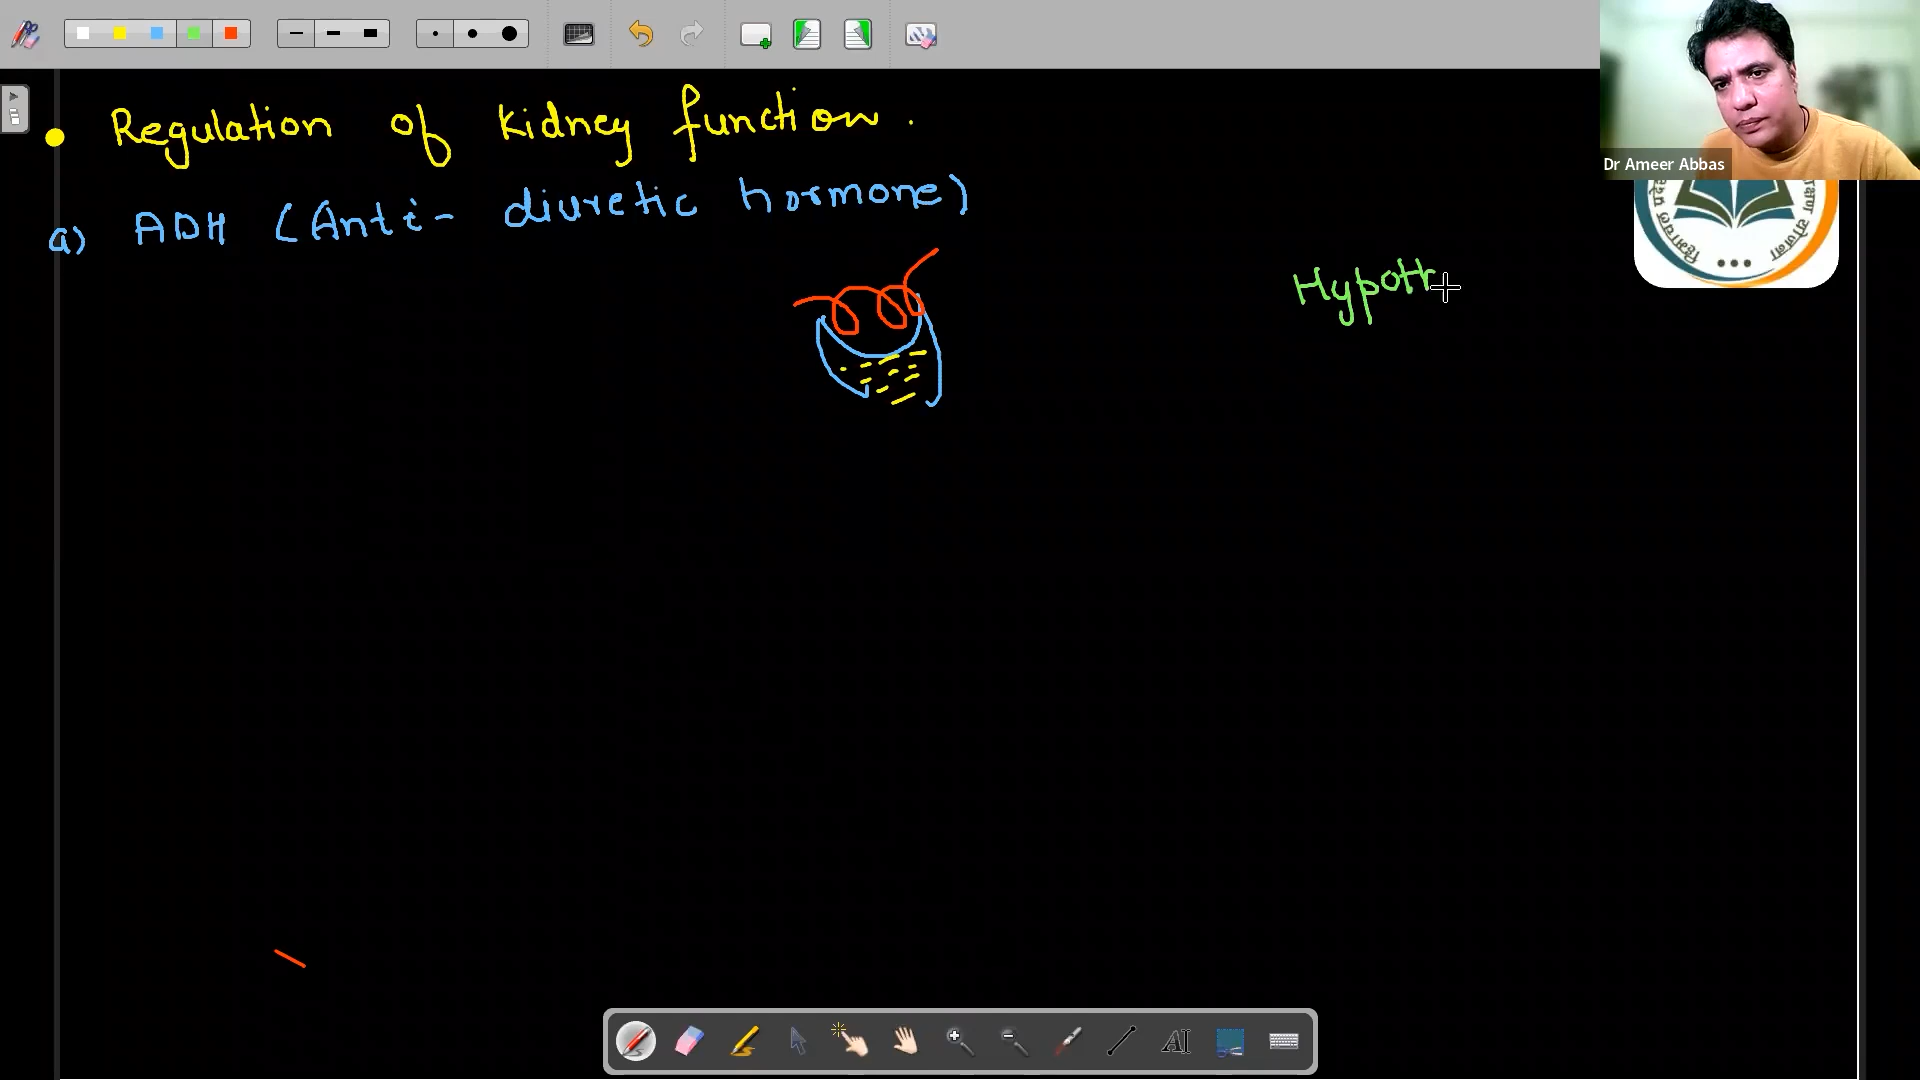 Regulation of kidney function.
a) ADH (Anti-diuretic hormone)
Hypoth
Dr Ameer Abbas